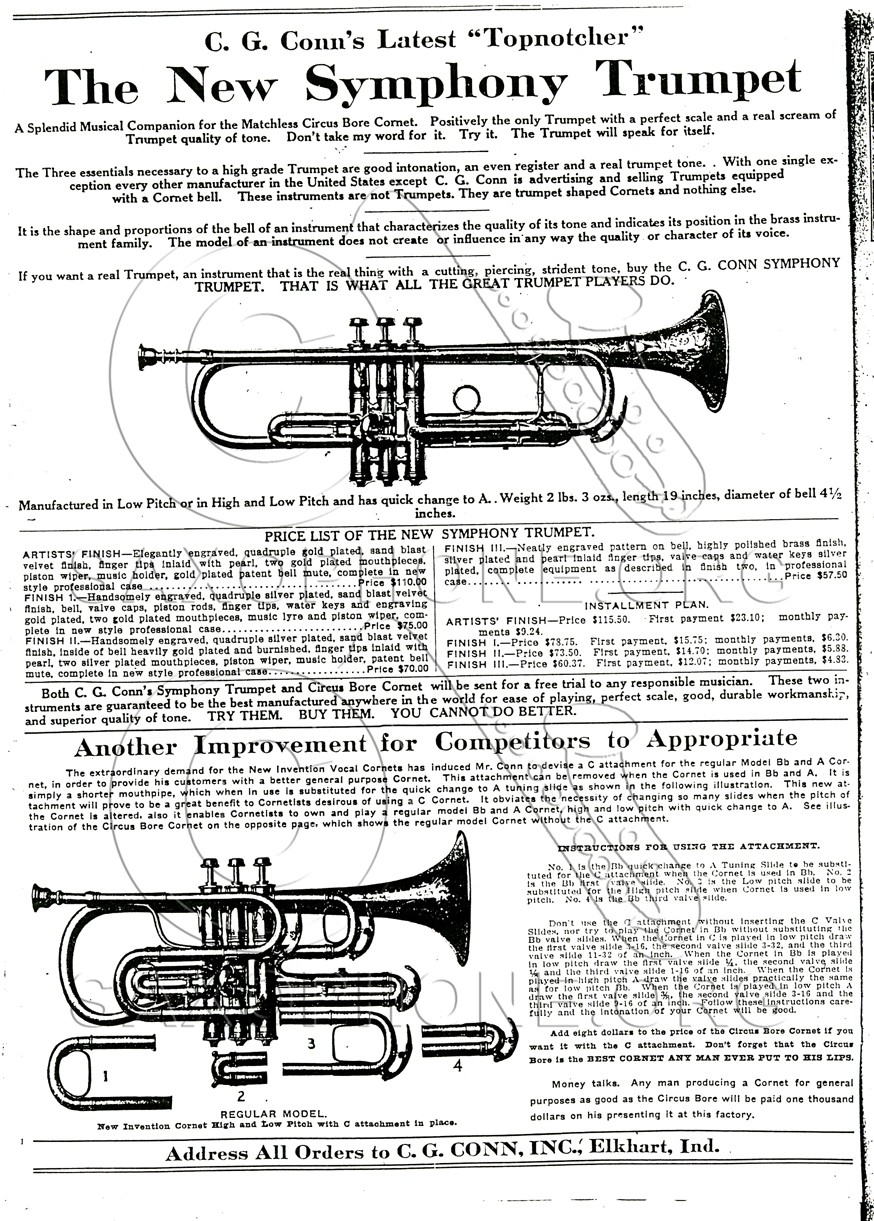 C. G. Conn's Latest "Topnotcher"
The New Symphony Trumpet
A Splendid Musical Companion for the Matchless Circus Bore Cornet. Positively the only Trumpet with a perfect scale and a real scream of
Trumpet quality of tone. Don't take my word for it. Try it. The Trumpet will speak for itself.
The Three essentials necessary to a high grade Trumpet are good intonation, an even register and a real trumpet tone. . With one single ex-
ception every other manufacturer in the United States except C. G. Conn is advertising and selling Trumpets equipped
with a Cornet bell. These instruments are not Trumpets. They are trumpet shaped Cornets and nothing else.
It is the shape and proportions of the bell of an instrument that characterizes the quality of its tone and indicates its position in the brass instru-
ment family. The model of an instrument does not create or influence in any way the quality or character of its voice.
If you want a real Trumpet, an instrument that is the real thing with a cutting, piercing, strident tone, buy the C. G. CONN SYMPHONY
TRUMPET. THAT IS WHAT ALL THE GREAT TRUMPET PLAYERS DO.
Manufactured in Low Pitch or in High and Low Pitch and has quick change to A. . Weight 2 lbs. 3 ozs., length 19 inches, diameter of bell 4½
inches.
PRICE LIST OF THE NEW SYMPHONY TRUMPET.
ARTISTS' FINISH—Elegantly engraved, quadruple gold plated, sand blast
velvet finish, finger tips inlaid with pearl, two gold plated mouthpieces,
piston wiper, music holder, gold plated patent bell mute, complete in new
style professional case ........Price $110.00
FINISH I.—Handsomely engraved, quadruple silver plated, sand blast velvet
finish, bell, valve caps, piston rods, finger tips, water keys and engraving
gold plated, two gold plated mouthpieces, music lyre and piston wiper, com-
plete in new style professional case........Price $75.00
FINISH II.—Handsomely engraved, quadruple silver plated, sand blast velvet
finish, inside of bell heavily gold plated and burnished, finger tips inlaid with
pearl, two silver plated mouthpieces, piston wiper, music holder, patent bell
mute, complete in new style professional case........Price $70.00
FINISH III.—Neatly engraved pattern on bell, highly polished brass finish,
silver plated and pearl inlaid finger tips, valve caps and water keys silver
plated, complete equipment as described in finish two, in professional
case........Price $57.50
INSTALLMENT PLAN.
ARTISTS' FINISH—Price $115.50. First payment $23.10; monthly pay-
ments $9.24.
FINISH I.—Price $78.75. First payment, $15.75; monthly payments, $6.30.
FINISH II.—Price $73.50. First payment, $14.70; monthly payments, $5.88.
FINISH III.—Price $60.37. First payment, $12.07; monthly payments, $4.83.
Both C. G. Conn's Symphony Trumpet and Circus Bore Cornet will be sent for a free trial to any responsible musician. These two in-
struments are guaranteed to be the best manufactured anywhere in the world for ease of playing, perfect scale, good, durable workmanship,
and superior quality of tone. TRY THEM. BUY THEM. YOU CANNOT DO BETTER.
Another Improvement for Competitors to Appropriate
The extraordinary demand for the New Invention Vocal Cornets has induced Mr. Conn to devise a C attachment for the regular Model Bb and A Cor-
net, in order to provide his customers with a better general purpose Cornet. This attachment can be removed when the Cornet is used in Bb and A. It is
simply a shorter mouthpipe, which when in use is substituted for the quick change to A tuning slide as shown in the following illustration. This new at-
tachment will prove to be a great benefit to Cornetists desirous of using a C Cornet. It obviates the necessity of changing so many slides when the pitch of
the Cornet is altered, also it enables Cornetists to own and play a regular model Bb and A Cornet, high and low pitch with quick change to A. See illus-
tration of the Circus Bore Cornet on the opposite page, which shows the regular model Cornet without the C attachment.
INSTRUCTIONS FOR USING THE ATTACHMENT.
No. 1 is the Bb quick change to A Tuning Slide to be substi-
tuted for the C attachment when the Cornet is used in Bb. No. 2
is the Bb first valve slide. No. 3 is the Low pitch slide to be
substituted for the High pitch slide when Cornet is used in low
pitch. No. 4 is the Bb third valve slide.
Don't use the C attachment without inserting the C Valve
Slides, nor try to play the Cornet in Bb without substituting the
Bb valve slides. When the Cornet in C is played in low pitch draw
the first valve slide 3-16, the second valve slide 3-32, and the third
valve slide 11-32 of an inch. When the Cornet in Bb is played
in low pitch draw the first valve slide ¼, the second valve slide
⅛ and the third valve slide 1-16 of an inch. When the Cornet is
played in high pitch A draw the valve slides practically the same
as for low pitch Bb. When the Cornet is played in low pitch A
draw the first valve slide ⅜, the second valve slide 3-16 and the
third valve slide 9-16 of an inch. Follow these instructions care-
fully and the intonation of your Cornet will be good.
Add eight dollars to the price of the Circus Bore Cornet if you
want it with the C attachment. Don't forget that the Circus
Bore is the BEST CORNET ANY MAN EVER PUT TO HIS LIPS.
Money talks. Any man producing a Cornet for general
purposes as good as the Circus Bore will be paid one thousand
dollars on his presenting it at this factory.
1
2
3
4
REGULAR MODEL.
New Invention Cornet High and Low Pitch with C attachment in place.
Address All Orders to C. G. CONN, INC., Elkhart, Ind.